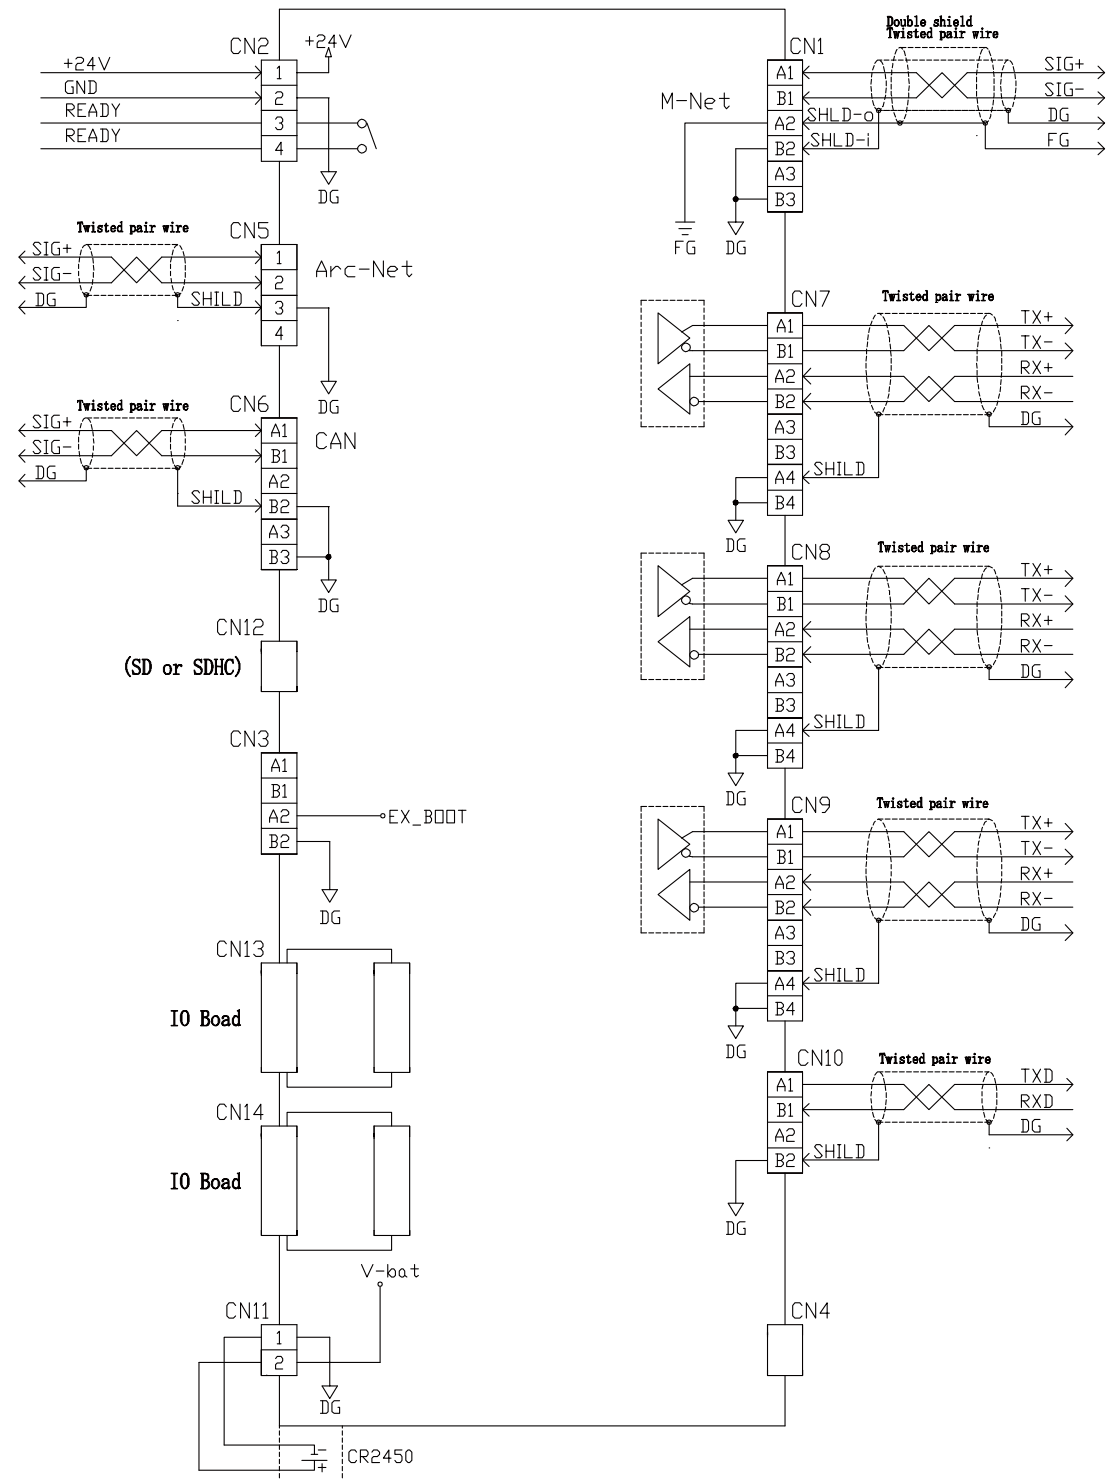 CN2
+24V
+24V
1
GND
2
READY
3
READY
4
DG
Twisted pair wire
CN5
SIG+
1
Arc-Net
SIG-
2
DG
SHILD
3
4
DG
Twisted pair wire
CN6
SIG+
A1
CAN
SIG-
B1
DG
A2
SHILD
B2
A3
B3
DG
CN12
(SD or SDHC)
CN3
A1
B1
A2
EX_BOOT
B2
DG
CN13
IO Boad
CN14
IO Boad
V-bat
CN11
1
2
DG
-
+
CR2450
Double shield
Twisted pair wire
CN1
M-Net
A1
SIG+
B1
SIG-
A2
SHLD-o
DG
B2
SHLD-i
FG
A3
B3
FG
DG
CN7
Twisted pair wire
A1
TX+
B1
TX-
A2
RX+
B2
RX-
A3
DG
B3
A4
SHILD
B4
DG
CN8
Twisted pair wire
A1
TX+
B1
TX-
A2
RX+
B2
RX-
A3
DG
B3
A4
SHILD
B4
DG
CN9
Twisted pair wire
A1
TX+
B1
TX-
A2
RX+
B2
RX-
A3
DG
B3
A4
SHILD
B4
DG
CN10
Twisted pair wire
A1
TXD
B1
RXD
A2
DG
B2
SHILD
DG
CN4